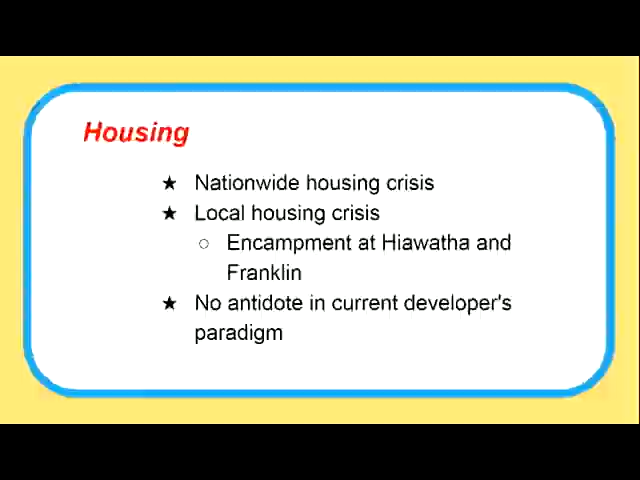 Housing
★ Nationwide housing crisis
★ Local housing crisis
○ Encampment at Hiawatha and
Franklin
★ No antidote in current developer's
paradigm